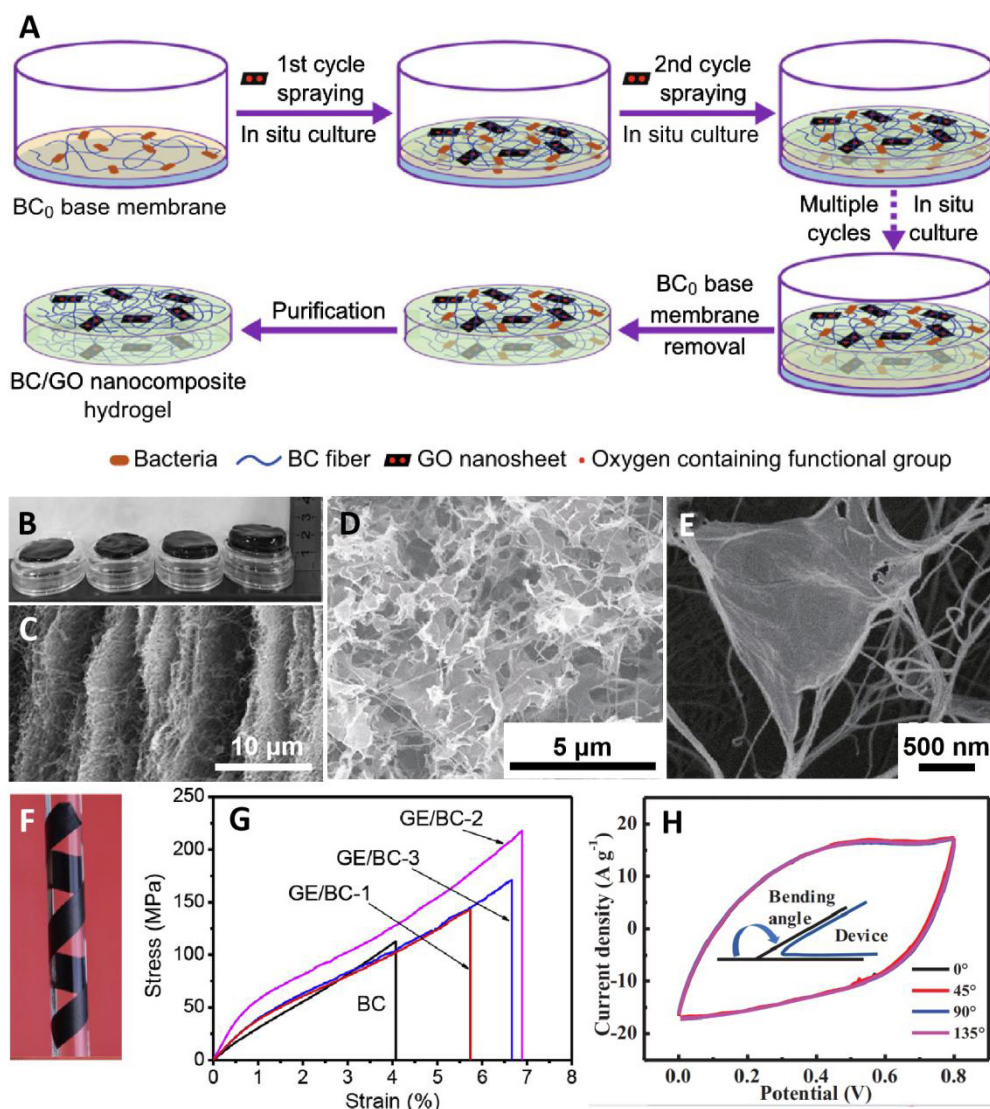 A
1st cycle
spraying
In situ culture
2nd cycle
spraying
In situ culture
BC₀ base membrane
Multiple
cycles
In situ
culture
BC₀ base
membrane
removal
Purification
BC/GO nanocomposite
hydrogel
Bacteria BC fiber GO nanosheet Oxygen containing functional group
B
1 2 3
C
10 µm
D
5 µm
E
500 nm
F
G
Stress (MPa)
250
200
150
100
50
0
GE/BC-2
GE/BC-3
GE/BC-1
BC
0 1 2 3 4 5 6 7 8
Strain (%)
H
Current density (A g⁻¹)
20
10
0
-10
-20
Bending
angle
Device
0°
45°
90°
135°
0.0 0.2 0.4 0.6 0.8
Potential (V)